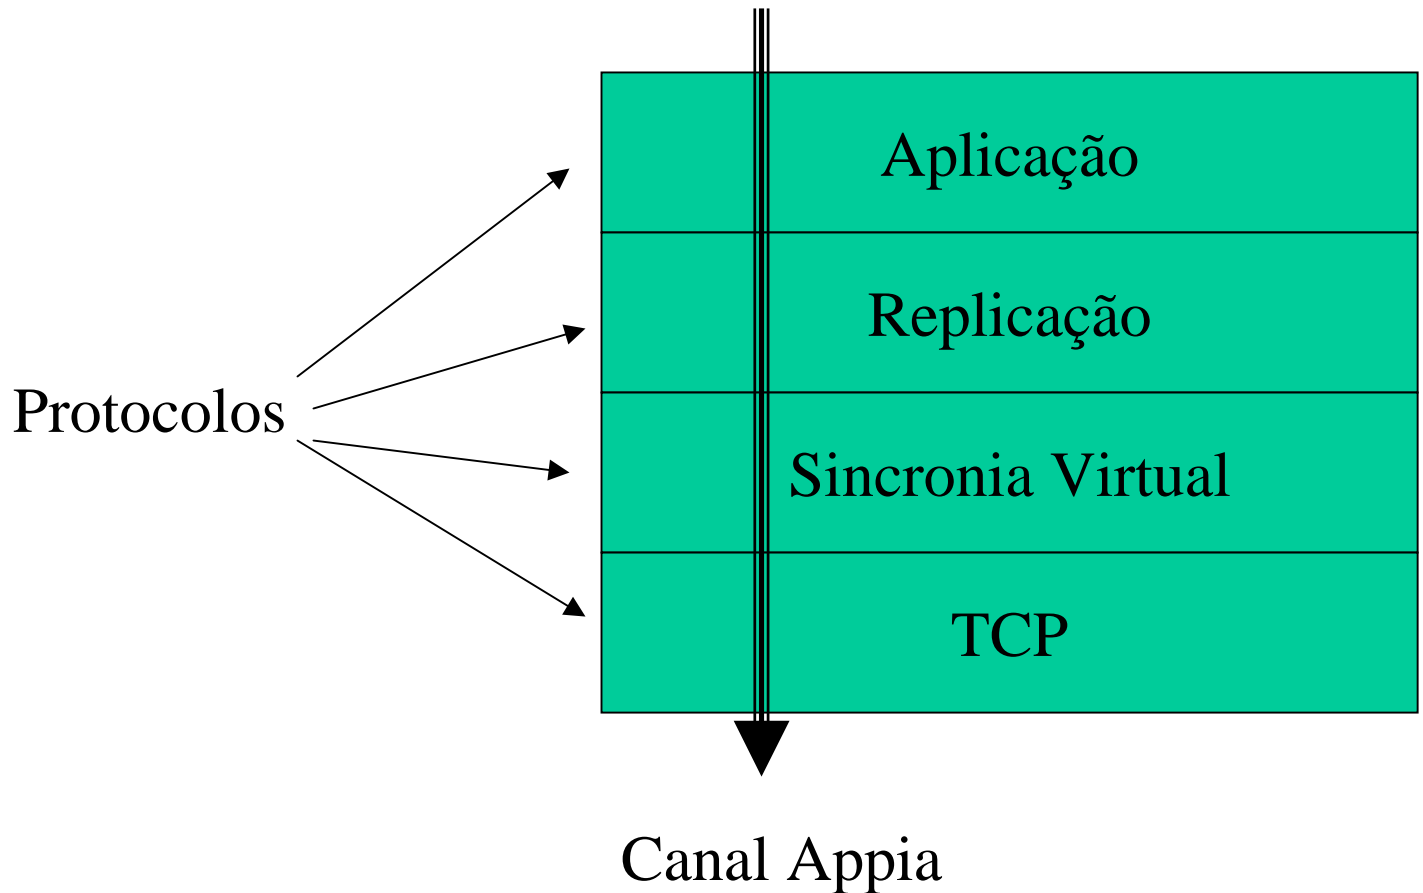 Aplicação
Replicação
Protocolos
Sincronia Virtual
TCP
Canal Appia